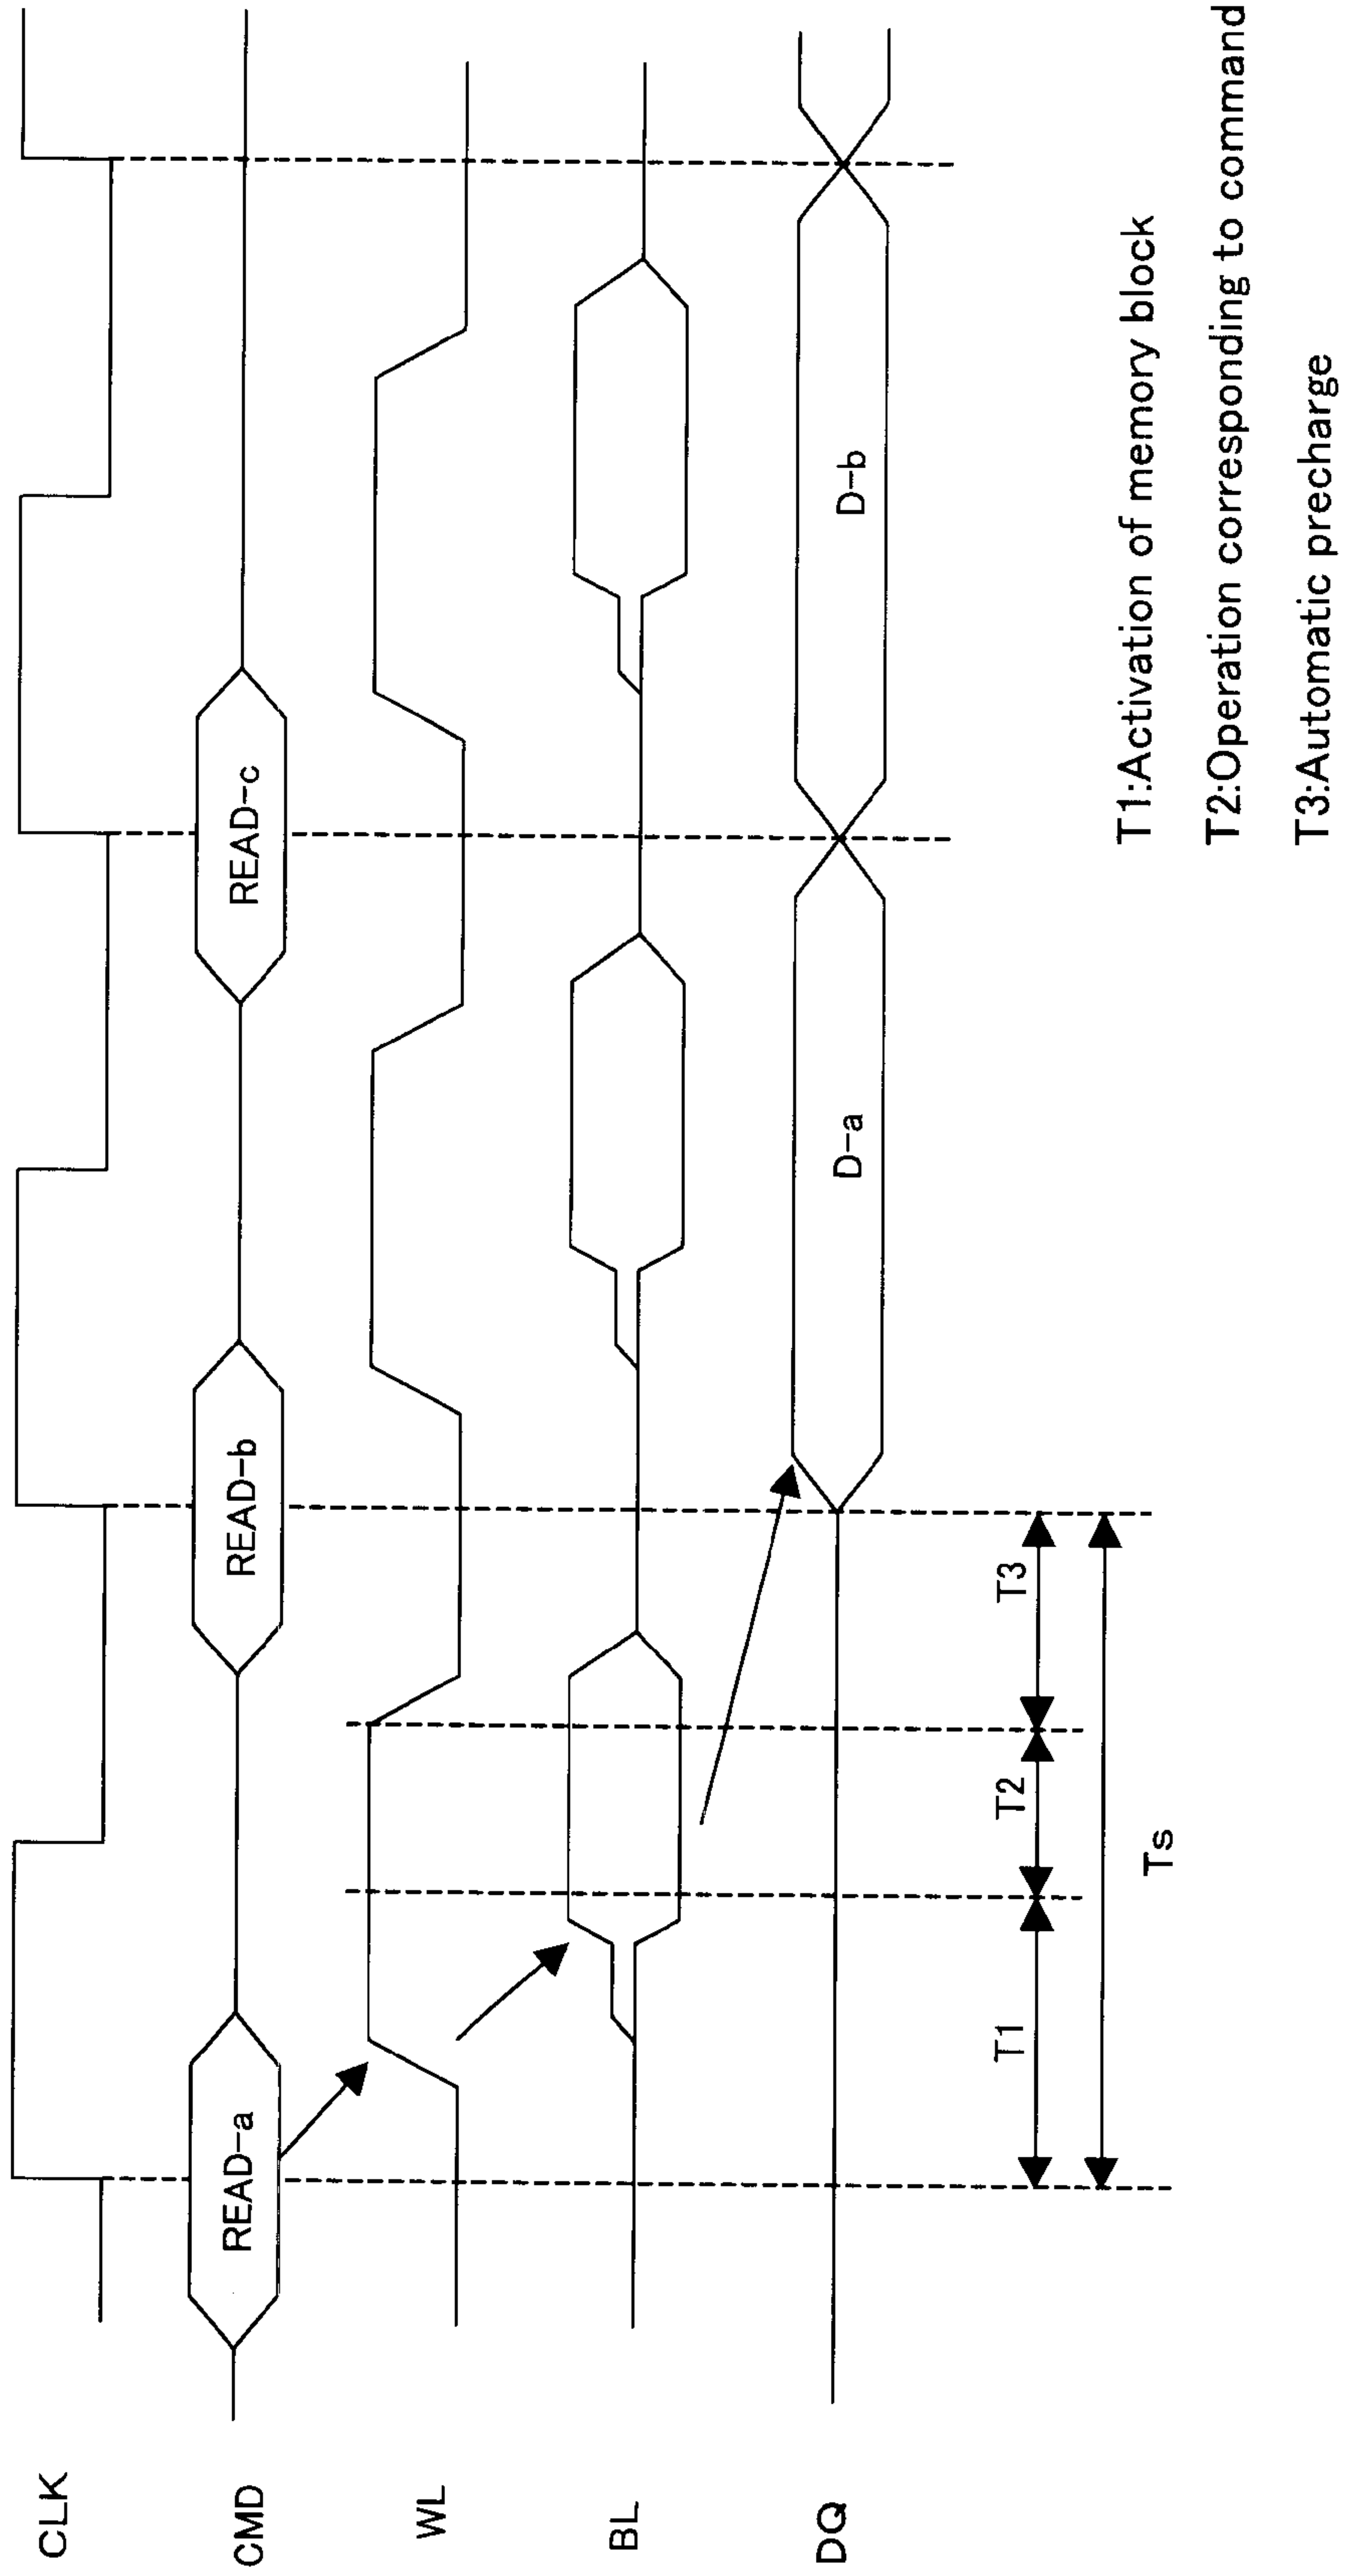 CLK
CMD
READ-a
READ-b
READ-c
WL
BL
DQ
D-a
D-b
T1
T2
T3
Ts
T1:Activation of memory block
T2:Operation corresponding to command
T3:Automatic precharge